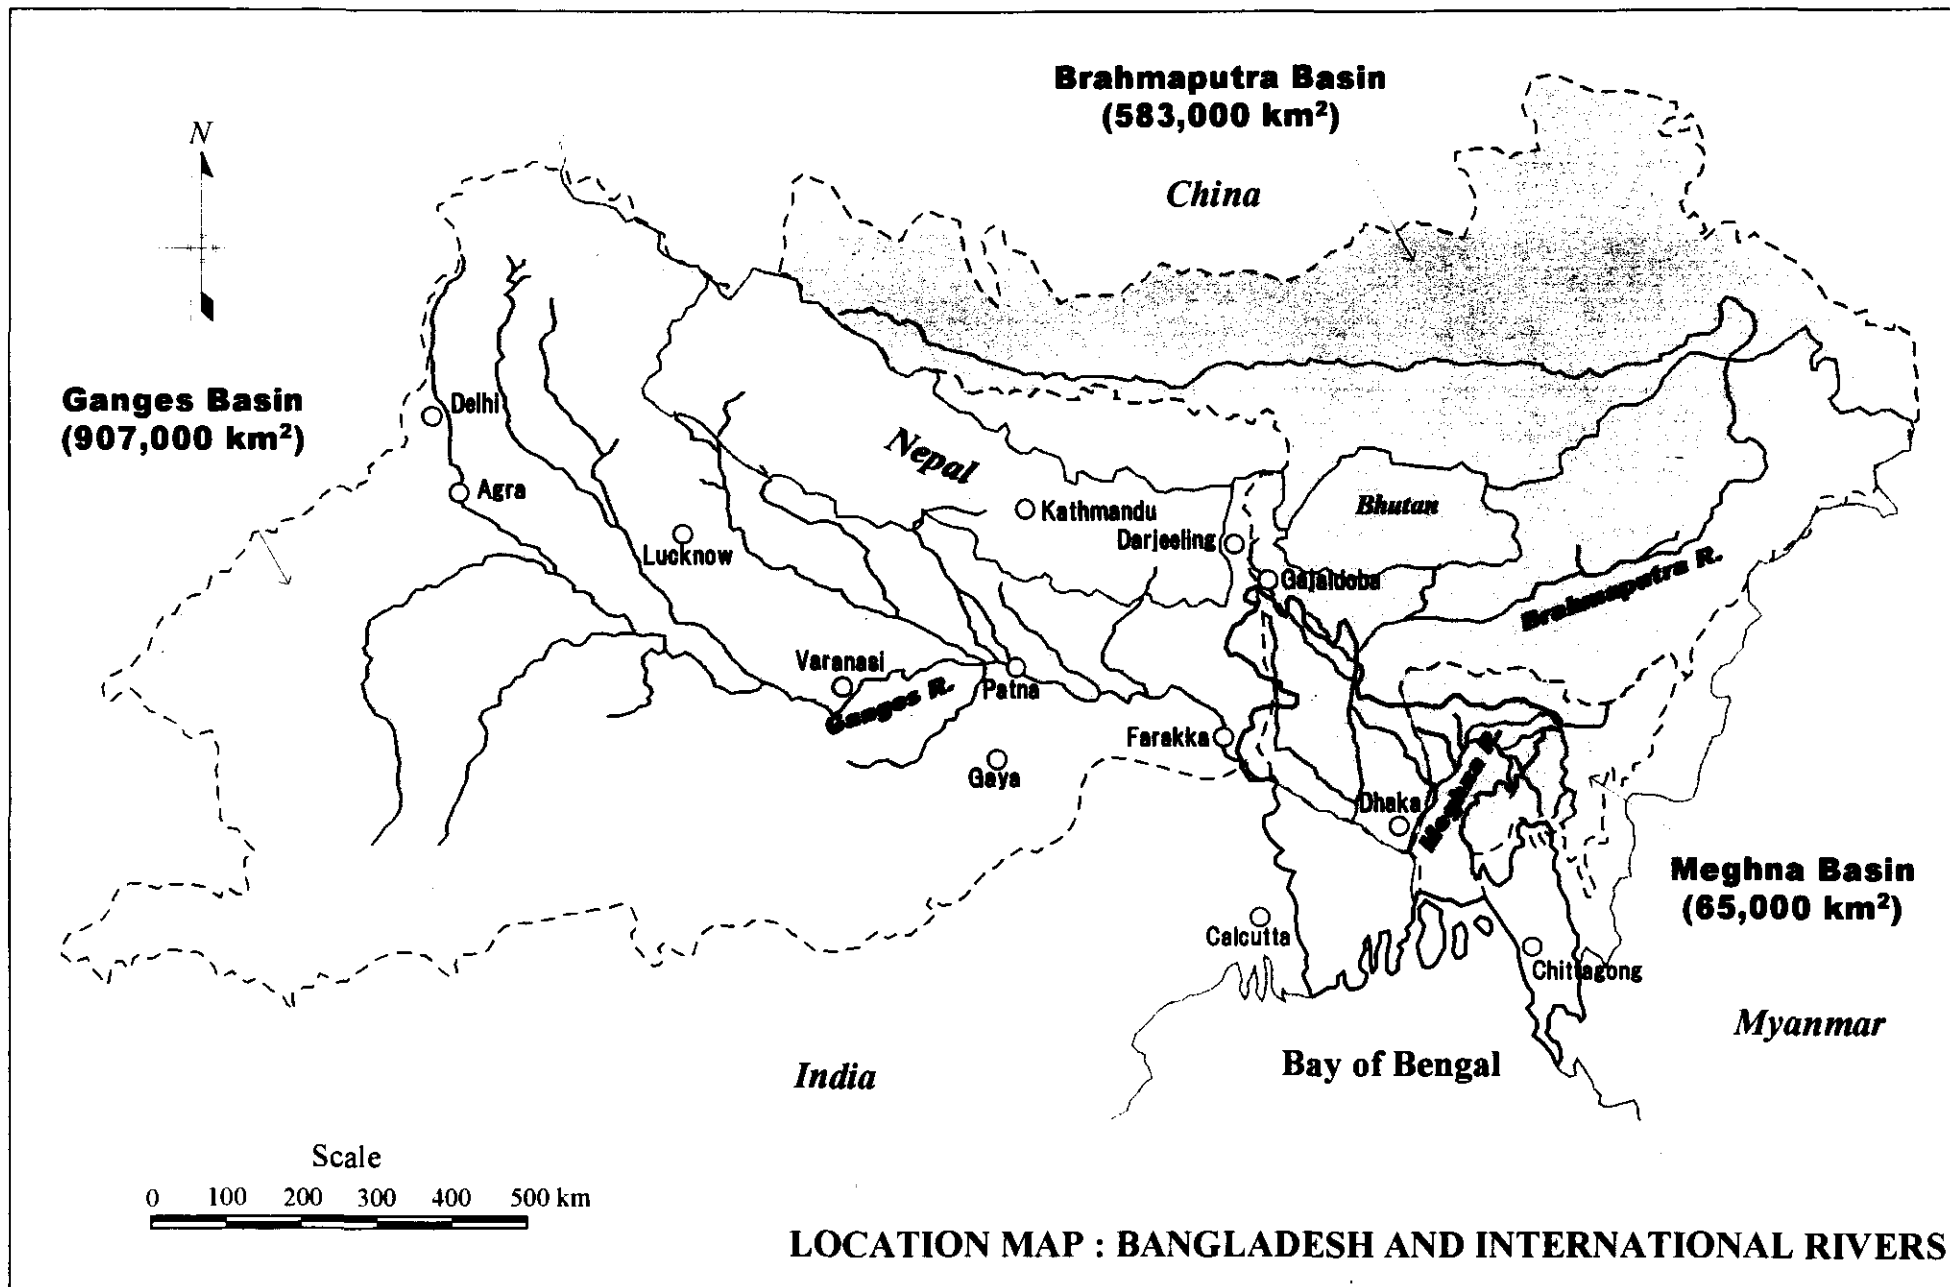 Brahmaputra Basin
(583,000 km²)
N
China
Ganges Basin
(907,000 km²)
Delhi
Nepal
Agra
Kathmandu
Bhutan
Lucknow
Darjeeling
Gajaldoba
Brahmaputra R.
Varanasi
Ganges R.
Patna
Farakka
Gaya
Dhaka
Meghna R.
Meghna Basin
(65,000 km²)
Calcutta
Chittagong
Myanmar
India
Bay of Bengal
Scale
0 100 200 300 400 500 km
LOCATION MAP : BANGLADESH AND INTERNATIONAL RIVERS